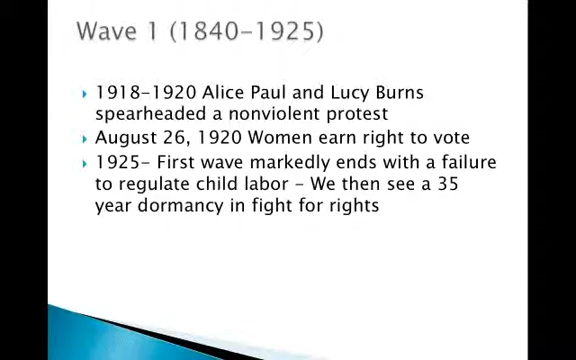 Wave 1 (1840-1925)
1918-1920 Alice Paul and Lucy Burns
spearheaded a nonviolent protest
August 26, 1920 Women earn right to vote
1925- First wave markedly ends with a failure
to regulate child labor – We then see a 35
year dormancy in fight for rights